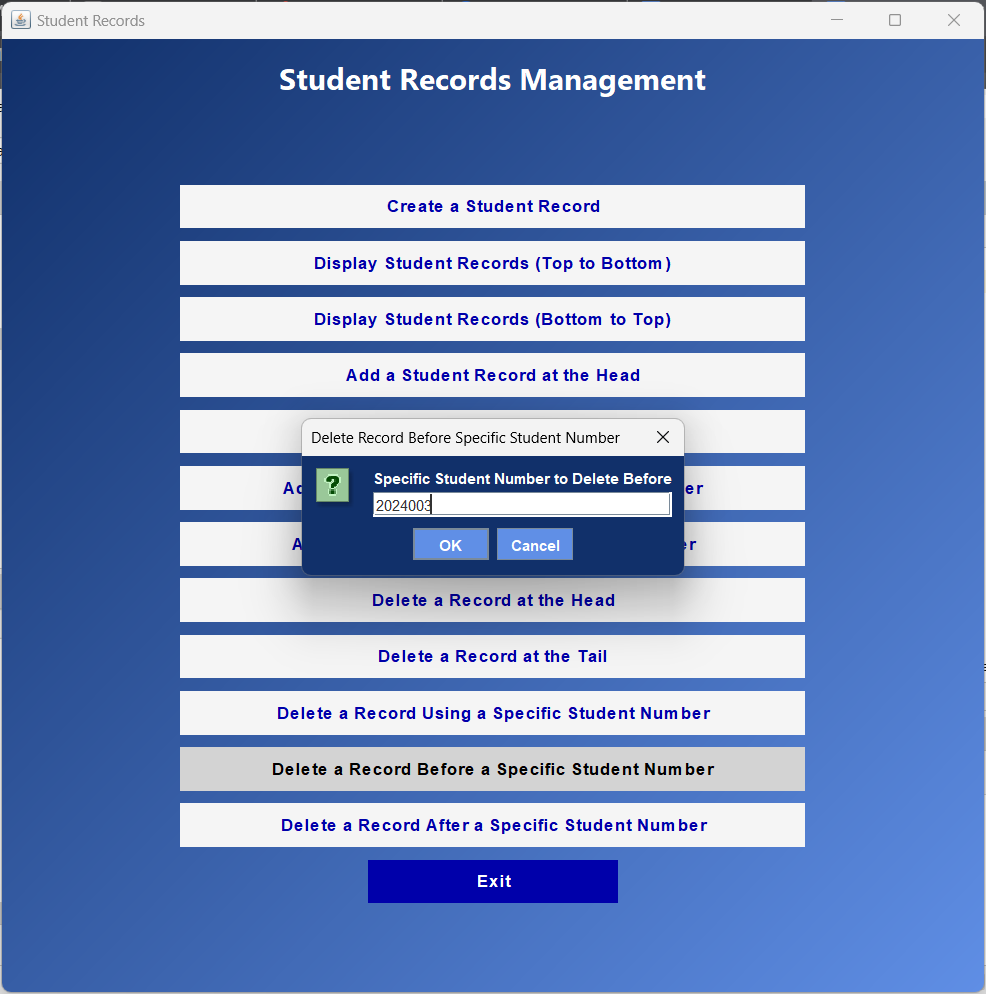 Student Records
Student Records Management
Create a Student Record
Display Student Records (Top to Bottom)
Display Student Records (Bottom to Top)
Add a Student Record at the Head
Delete Record Before Specific Student Number
Specific Student Number to Delete Before
2024003
OK
Cancel
Delete a Record at the Head
Delete a Record at the Tail
Delete a Record Using a Specific Student Number
Delete a Record Before a Specific Student Number
Delete a Record After a Specific Student Number
Exit